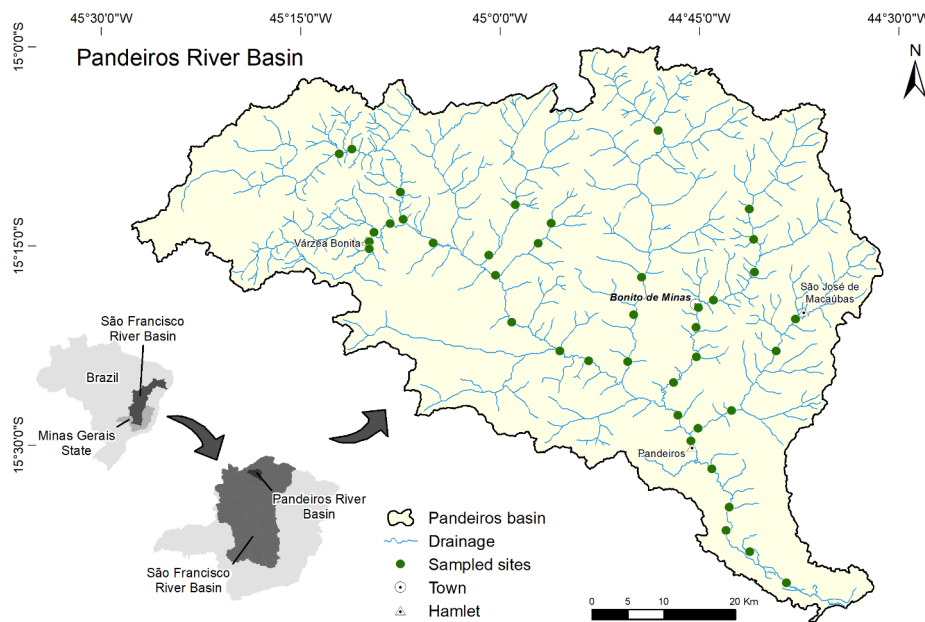 45°30'0"S
45°15'0"S
45°0'0"S
44°45'0"S
44°30'0"S
15°0'0"S
15°15'0"S
15°30'0"S
Pandeiros River Basin
N
Várzea Bonita
Bonito de Minas
São José de
Macaúbas
Pandeiros
São Francisco
River Basin
Brazil
Minas Gerais
State
Pandeiros River
Basin
São Francisco
River Basin
Pandeiros basin
Drainage
Sampled sites
Town
Hamlet
0 5 10 20 Km